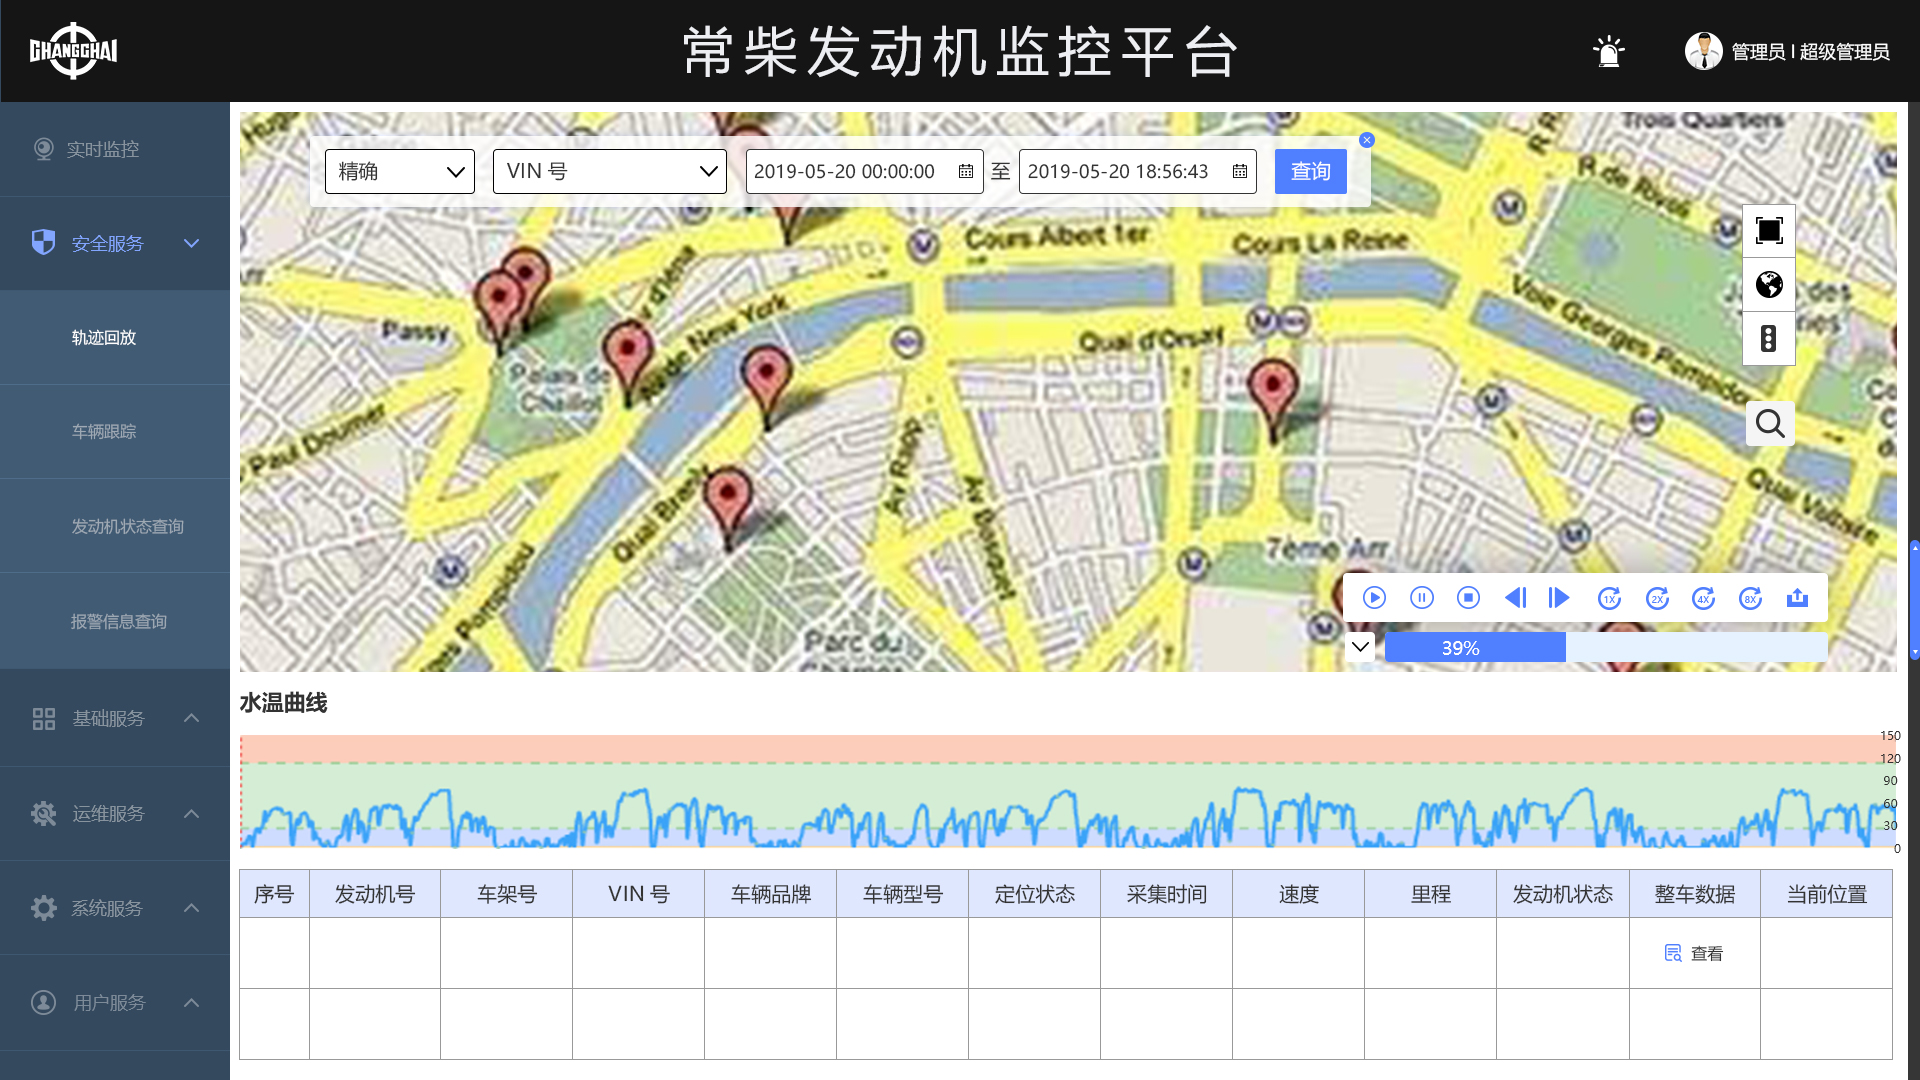 CHANGCHAI
常柴发动机监控平台
管理员 | 超级管理员
实时监控
安全服务
轨迹回放
车辆跟踪
发动机状态查询
报警信息查询
基础服务
运维服务
系统服务
用户服务
精确
VIN 号
2019-05-20 00:00:00
至
2019-05-20 18:56:43
查询
Trois Quartiers
R de Rivoli
Cours Albert 1er
Cours La Reine
Voie Georges Pompidou
Passy
Palais de
Chaillot
Av de New York
Quai d'Orsay
Paul Doumer
Av Rapp
Av Bosquet
Quai Branly
Quai Voltaire
7ème Arr
Pompidou
Parc du
1X
2X
4X
8X
39%
水温曲线
150
120
90
60
30
0
序号
发动机号
车架号
VIN 号
车辆品牌
车辆型号
定位状态
采集时间
速度
里程
发动机状态
整车数据
当前位置
查看